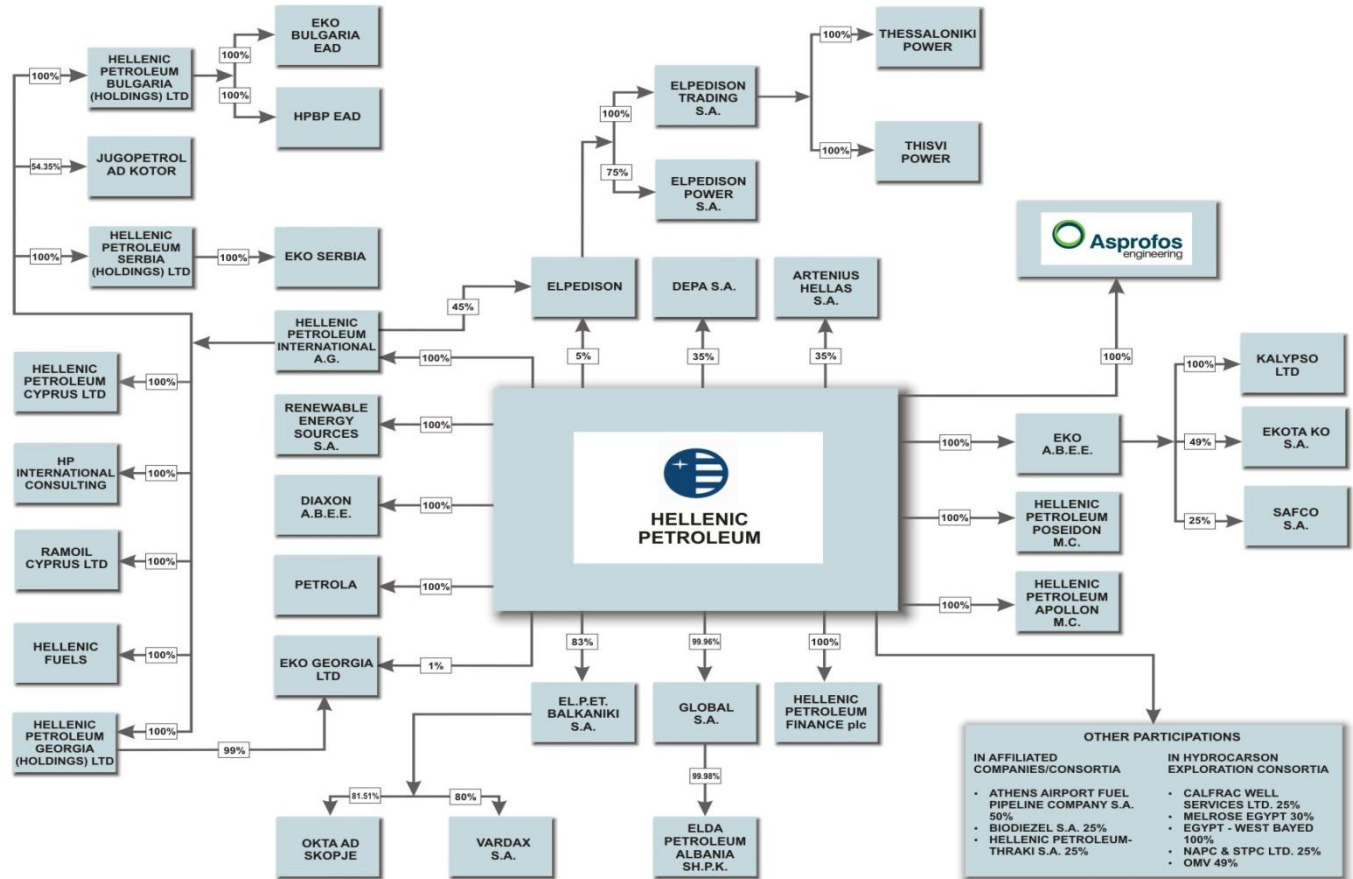 EKO
BULGARIA
EAD
THESSALONIKI
POWER
100%
100%
HELLENIC
PETROLEUM
BULGARIA
(HOLDINGS) LTD
100%
100%
HPBP EAD
ELPEDISON
TRADING
S.A.
100%
100%
THISVI
POWER
54.35%
JUGOPETROL
AD KOTOR
75%
ELPEDISON
POWER
S.A.
Asprofos
engineering
100%
HELLENIC
PETROLEUM
SERBIA
(HOLDINGS) LTD
100%
EKO SERBIA
ELPEDISON
DEPA S.A.
ARTENIUS
HELLAS
S.A.
45%
HELLENIC
PETROLEUM
INTERNATIONAL
A.G.
100%
5%
35%
35%
100%
HELLENIC
PETROLEUM
CYPRUS LTD
100%
RENEWABLE
ENERGY
SOURCES
S.A.
100%
HELLENIC
PETROLEUM
100%
EKO
A.B.E.E.
100%
KALYPSO
LTD
49%
EKOTA KO
S.A.
25%
SAFCO
S.A.
HP
INTERNATIONAL
CONSULTING
100%
DIAXON
A.B.E.E.
100%
100%
HELLENIC
PETROLEUM
POSEIDON
M.C.
RAMOIL
CYPRUS LTD
100%
PETROLA
100%
100%
HELLENIC
PETROLEUM
APOLLON
M.C.
HELLENIC
FUELS
100%
EKO GEORGIA
LTD
1%
83%
99.96%
100%
HELLENIC
PETROLEUM
GEORGIA
(HOLDINGS) LTD
100%
99%
EL.P.ET.
BALKANIKI
S.A.
GLOBAL
S.A.
HELLENIC
PETROLEUM
FINANCE plc
81.51%
80%
99.98%
OKTA AD
SKOPJE
VARDAX
S.A.
ELDA
PETROLEUM
ALBANIA
SH.P.K.
OTHER PARTICIPATIONS
IN AFFILIATED
COMPANIES/CONSORTIA
• ATHENS AIRPORT FUEL
PIPELINE COMPANY S.A.
50%
• BIODIEZEL S.A. 25%
• HELLENIC PETROLEUM-
THRAKI S.A. 25%
IN HYDROCARSON
EXPLORATION CONSORTIA
• CALFRAC WELL
SERVICES LTD. 25%
• MELROSE EGYPT 30%
• EGYPT - WEST BAYED
100%
• NAPC & STPC LTD. 25%
• OMV 49%